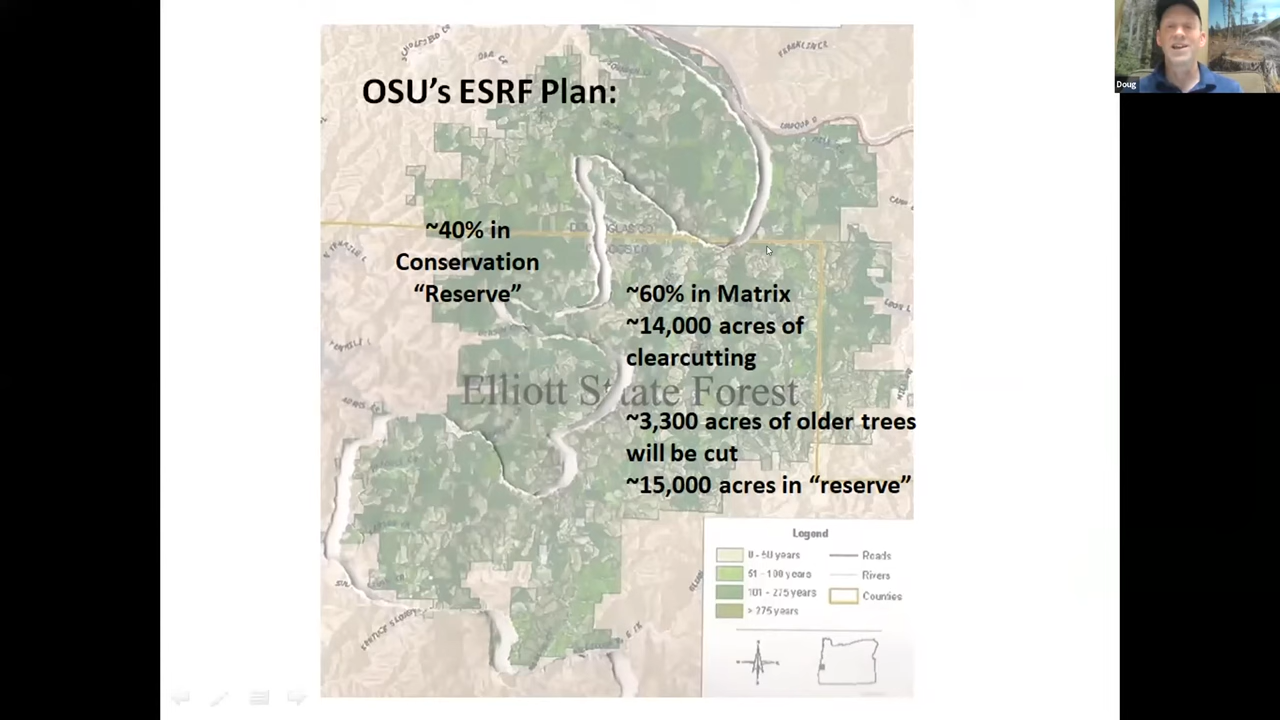 Doug
OSU's ESRF Plan:
~40% in
Conservation
“Reserve”
~60% in Matrix
~14,000 acres of
clearcutting
Elliott State Forest
~3,300 acres of older trees
will be cut
~15,000 acres in “reserve”
Legend
0 - 50 years
51 - 100 years
101 - 275 years
> 275 years
Roads
Rivers
Counties